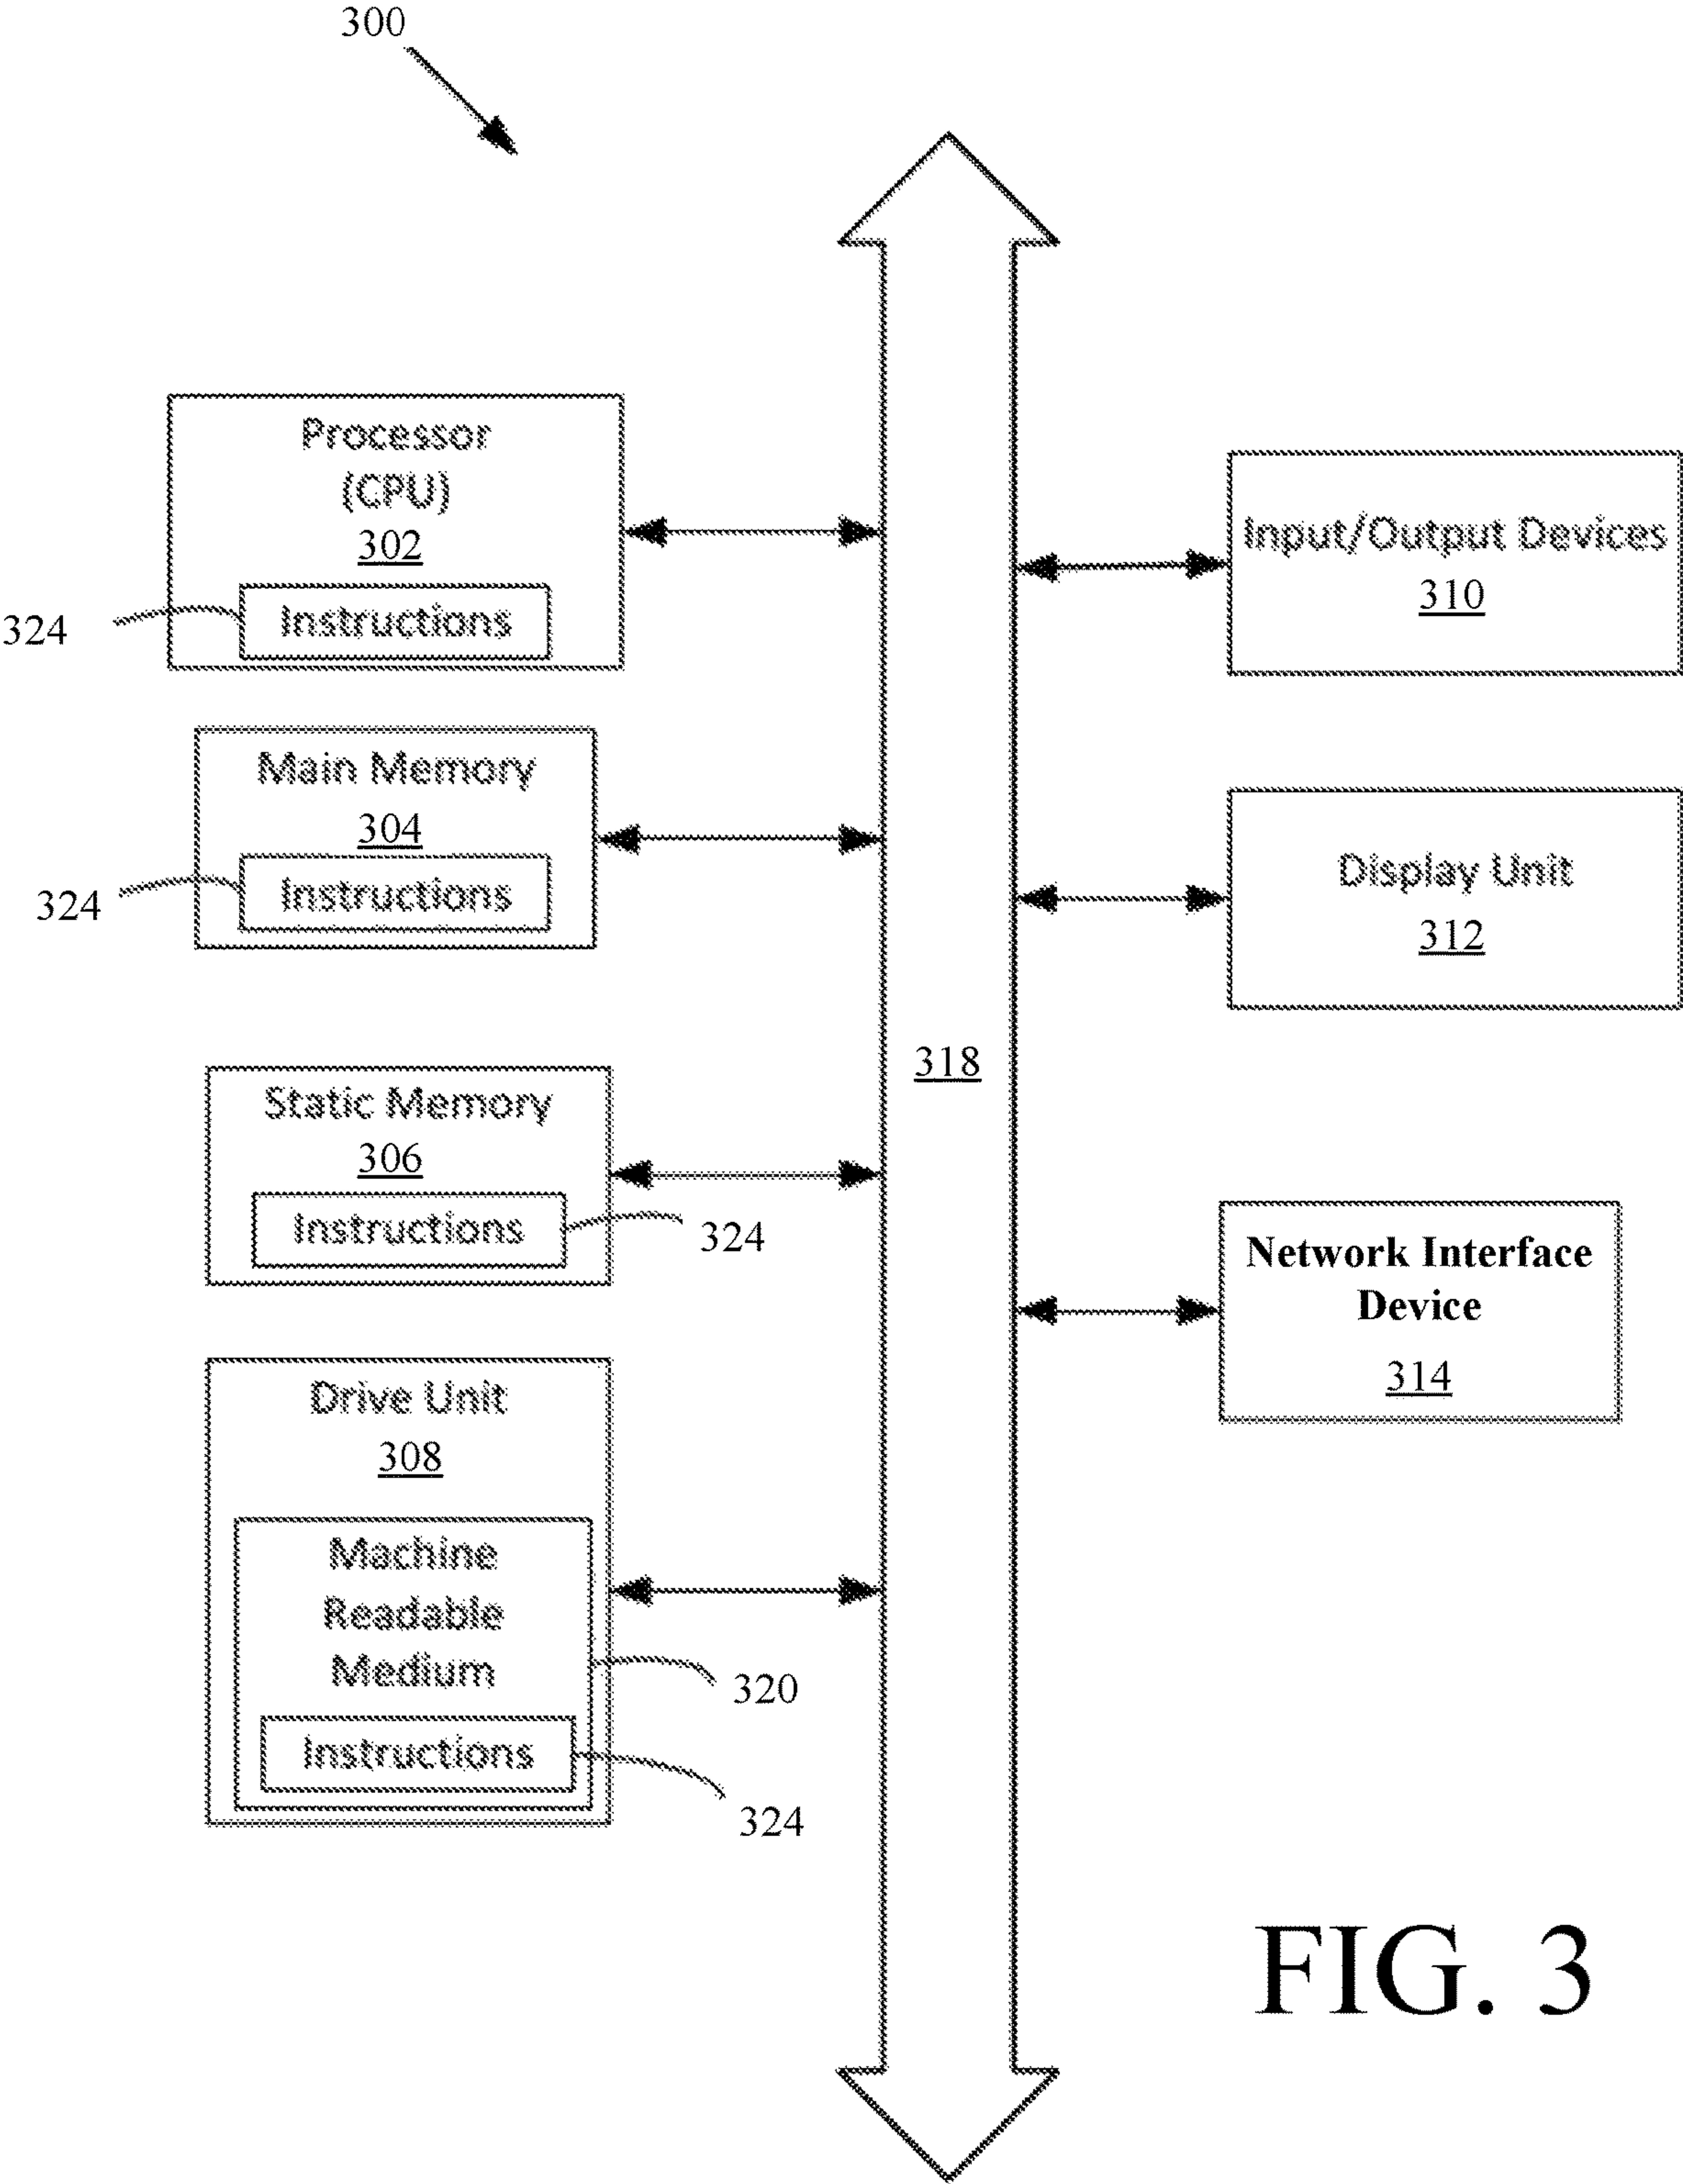 300
Processor
(CPU)
302
Instructions
324
Main Memory
304
Instructions
324
Static Memory
306
Instructions
324
Drive Unit
308
Machine
Readable
Medium
320
Instructions
324
318
Input/Output Devices
310
Display Unit
312
Network Interface
Device
314
FIG. 3